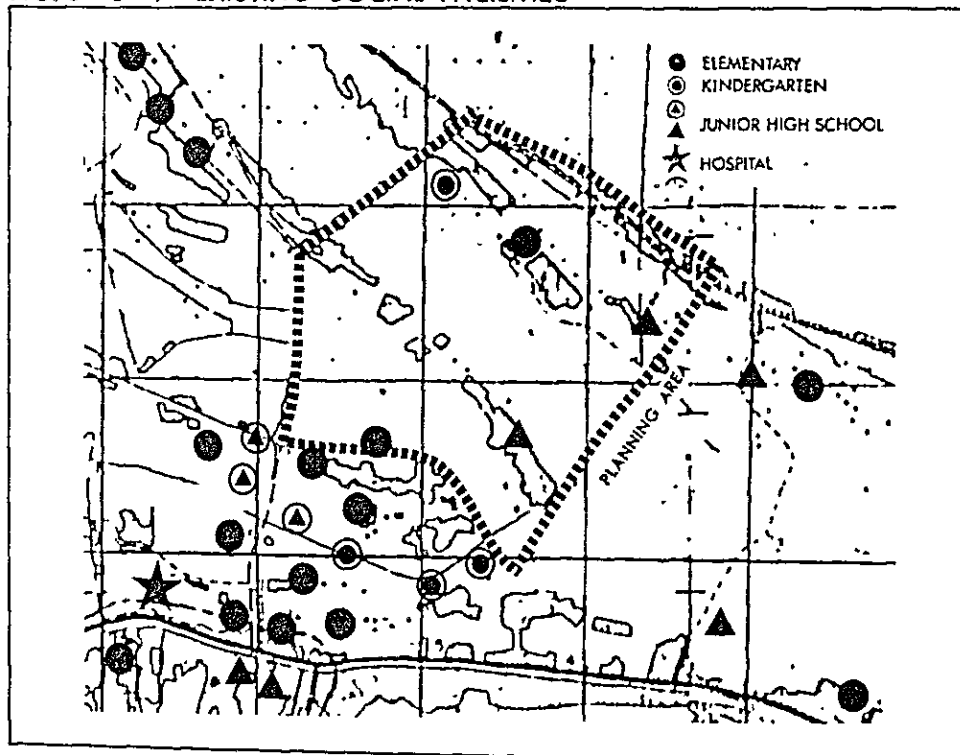 ELEMENTARY
KINDERGARTEN
JUNIOR HIGH SCHOOL
HOSPITAL
PLANNING AREA